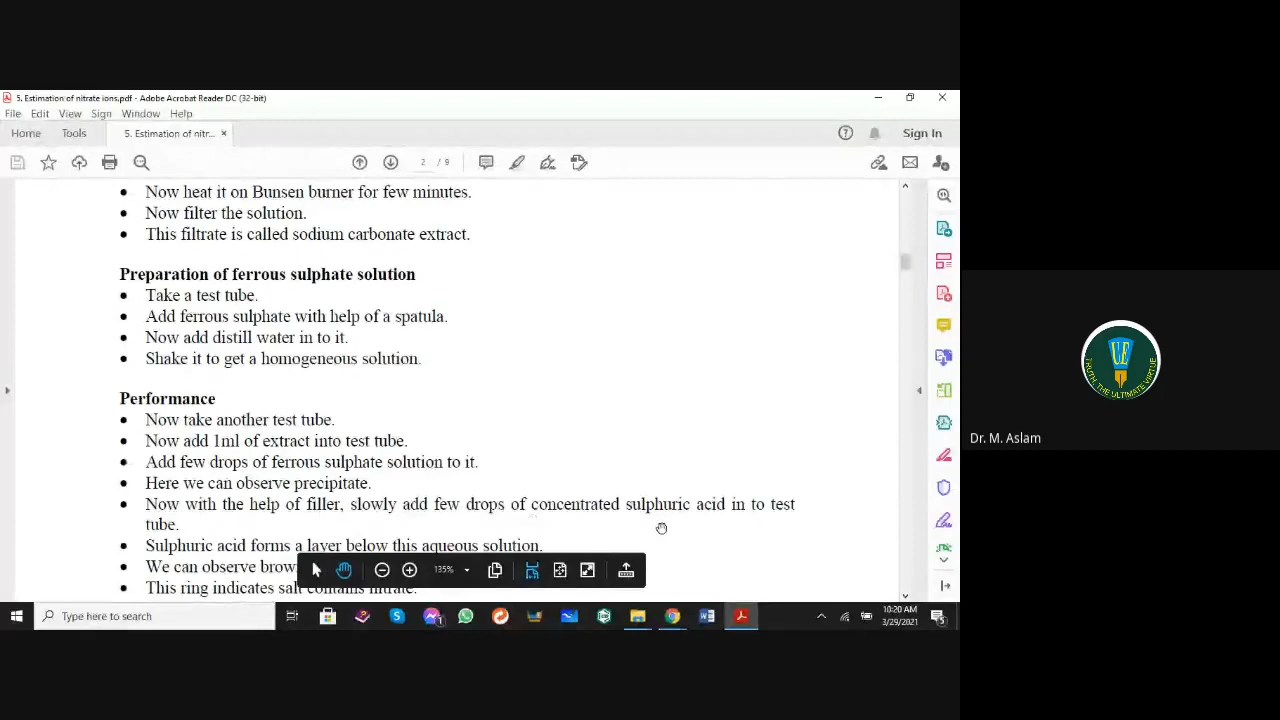 5. Estimation of nitrate ions.pdf - Adobe Acrobat Reader DC (32-bit)
File Edit View Sign Window Help
Home Tools 5. Estimation of nitr... × Sign In
2 / 9
• Now heat it on Bunsen burner for few minutes.
• Now filter the solution.
• This filtrate is called sodium carbonate extract.
Preparation of ferrous sulphate solution
• Take a test tube.
• Add ferrous sulphate with help of a spatula.
• Now add distill water in to it.
• Shake it to get a homogeneous solution.
Performance
• Now take another test tube.
• Now add 1ml of extract into test tube.
• Add few drops of ferrous sulphate solution to it.
• Here we can observe precipitate.
• Now with the help of filler, slowly add few drops of concentrated sulphuric acid in to test
tube.
• Sulphuric acid forms a layer below this aqueous solution.
• We can observe brow
• This ring indicates salt contains nitrate.
135%
Type here to search
10:20 AM
3/29/2021
CE
TRUTH, THE ULTIMATE VIRTUE
Dr. M. Aslam